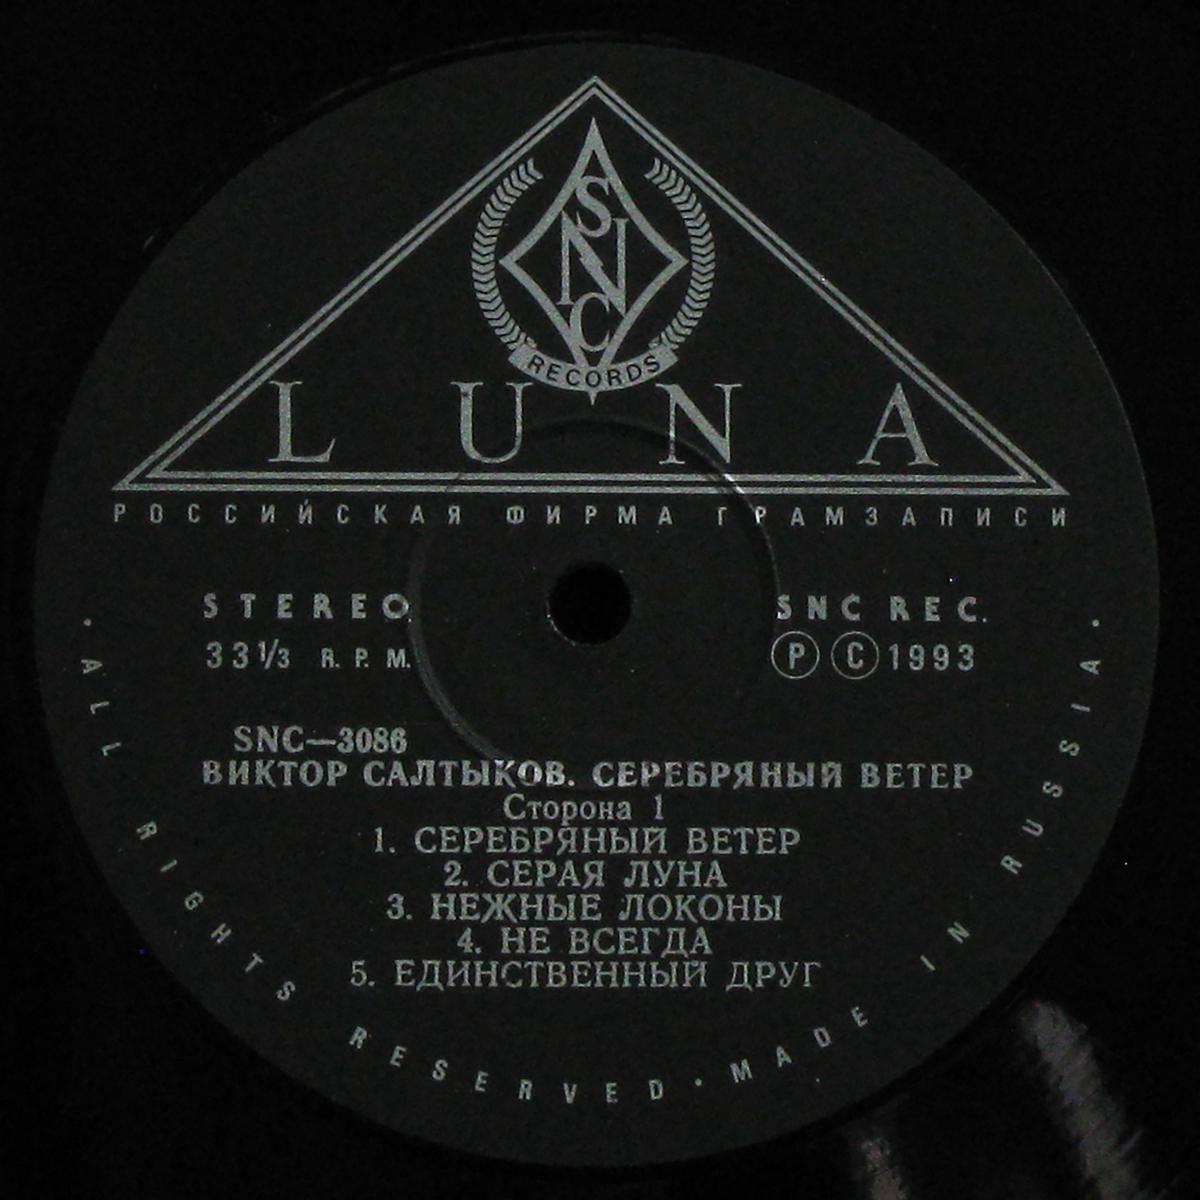 SNC
RECORDS
LUNA
РОССИЙСКАЯ ФИРМА ГРАМЗАПИСИ
STEREO
33 1/3 R. P. M.
SNC REC.
Ⓟ Ⓒ 1993
SNC—3086
ВИКТОР САЛТЫКОВ. СЕРЕБРЯНЫЙ ВЕТЕР
Сторона 1
1. СЕРЕБРЯНЫЙ ВЕТЕР
2. СЕРАЯ ЛУНА
3. НЕЖНЫЕ ЛОКОНЫ
4. НЕ ВСЕГДА
5. ЕДИНСТВЕННЫЙ ДРУГ
· ALL RIGHTS RESERVED · MADE IN RUSSIA ·